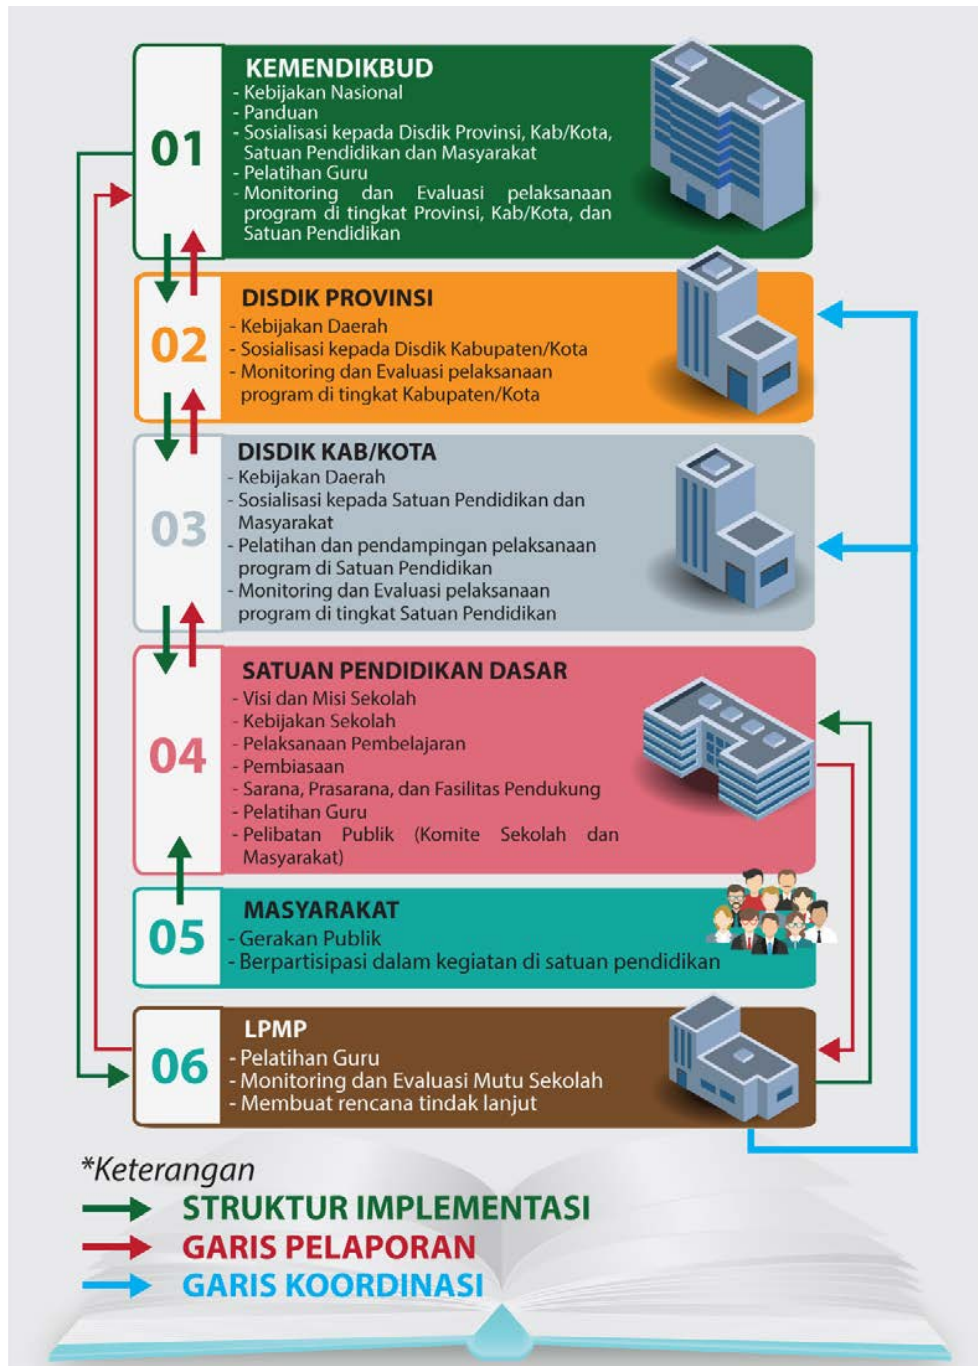 01
KEMENDIKBUD
- Kebijakan Nasional
- Panduan
- Sosialisasi kepada Disdik Provinsi, Kab/Kota,
Satuan Pendidikan dan Masyarakat
- Pelatihan Guru
- Monitoring dan Evaluasi pelaksanaan
program di tingkat Provinsi, Kab/Kota, dan
Satuan Pendidikan
02
DISDIK PROVINSI
- Kebijakan Daerah
- Sosialisasi kepada Disdik Kabupaten/Kota
- Monitoring dan Evaluasi pelaksanaan
program di tingkat Kabupaten/Kota
03
DISDIK KAB/KOTA
- Kebijakan Daerah
- Sosialisasi kepada Satuan Pendidikan dan
Masyarakat
- Pelatihan dan pendampingan pelaksanaan
program di Satuan Pendidikan
- Monitoring dan Evaluasi pelaksanaan
program di tingkat Satuan Pendidikan
04
SATUAN PENDIDIKAN DASAR
- Visi dan Misi Sekolah
- Kebijakan Sekolah
- Pelaksanaan Pembelajaran
- Pembiasaan
- Sarana, Prasarana, dan Fasilitas Pendukung
- Pelatihan Guru
- Pelibatan Publik (Komite Sekolah dan
Masyarakat)
05
MASYARAKAT
- Gerakan Publik
- Berpartisipasi dalam kegiatan di satuan pendidikan
06
LPMP
- Pelatihan Guru
- Monitoring dan Evaluasi Mutu Sekolah
- Membuat rencana tindak lanjut
*Keterangan
STRUKTUR IMPLEMENTASI
GARIS PELAPORAN
GARIS KOORDINASI